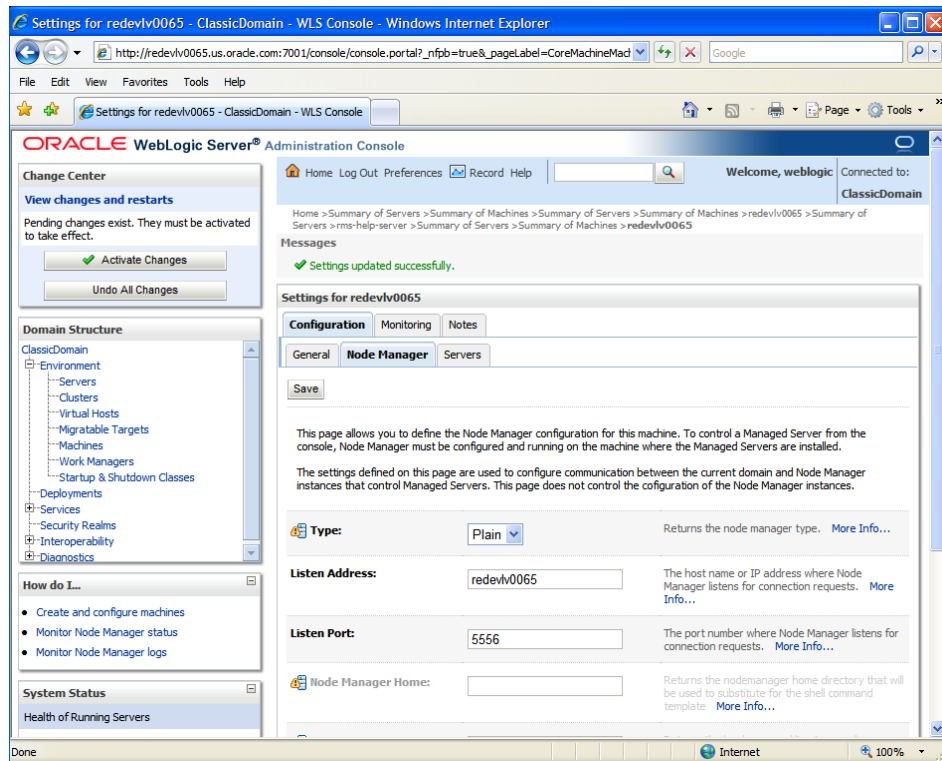 Settings for redevlv0065 - ClassicDomain - WLS Console - Windows Internet Explorer
http://redevlv0065.us.oracle.com:7001/console/console.portal?_nfpb=true&_pageLabel=CoreMachineMacl
Google
File Edit View Favorites Tools Help
Settings for redevlv0065 - ClassicDomain - WLS Console
Page Tools
ORACLE WebLogic Server® Administration Console
Change Center
View changes and restarts
Pending changes exist. They must be activated
to take effect.
Activate Changes
Undo All Changes
Domain Structure
ClassicDomain
Environment
Servers
Clusters
Virtual Hosts
Migratable Targets
Machines
Work Managers
Startup & Shutdown Classes
Deployments
Services
Security Realms
Interoperability
Diagnostics
How do I...
Create and configure machines
Monitor Node Manager status
Monitor Node Manager logs
System Status
Health of Running Servers
Home Log Out Preferences Record Help
Welcome, weblogic
Connected to:
ClassicDomain
Home >Summary of Servers >Summary of Machines >Summary of Servers >Summary of Machines >redevlv0065 >Summary of
Servers >rms-help-server >Summary of Servers >Summary of Machines >redevlv0065
Messages
Settings updated successfully.
Settings for redevlv0065
Configuration Monitoring Notes
General Node Manager Servers
Save
This page allows you to define the Node Manager configuration for this machine. To control a Managed Server from the
console, Node Manager must be configured and running on the machine where the Managed Servers are installed.
The settings defined on this page are used to configure communication between the current domain and Node Manager
instances that control Managed Servers. This page does not control the cofiguration of the Node Manager instances.
Type:
Plain
Returns the node manager type. More Info...
Listen Address:
redevlv0065
The host name or IP address where Node
Manager listens for connection requests. More
Info...
Listen Port:
5556
The port number where Node Manager listens for
connection requests. More Info...
Node Manager Home:
Returns the nodemanager home directory that will
be used to substitute for the shell command
template More Info...
Done
Internet
100%